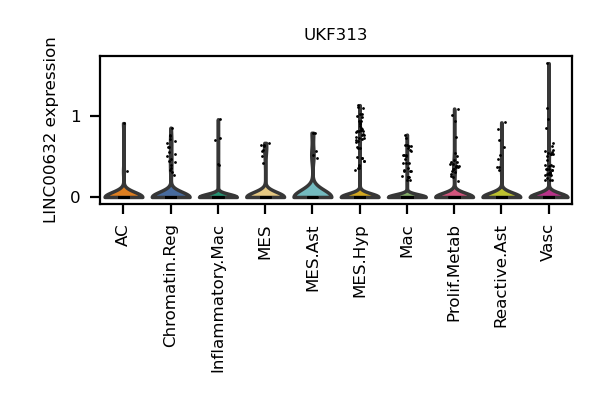 UKF313
LINC00632 expression
1
0
AC
Chromatin.Reg
Inflammatory.Mac
MES
MES.Ast
MES.Hyp
Mac
Prolif.Metab
Reactive.Ast
Vasc